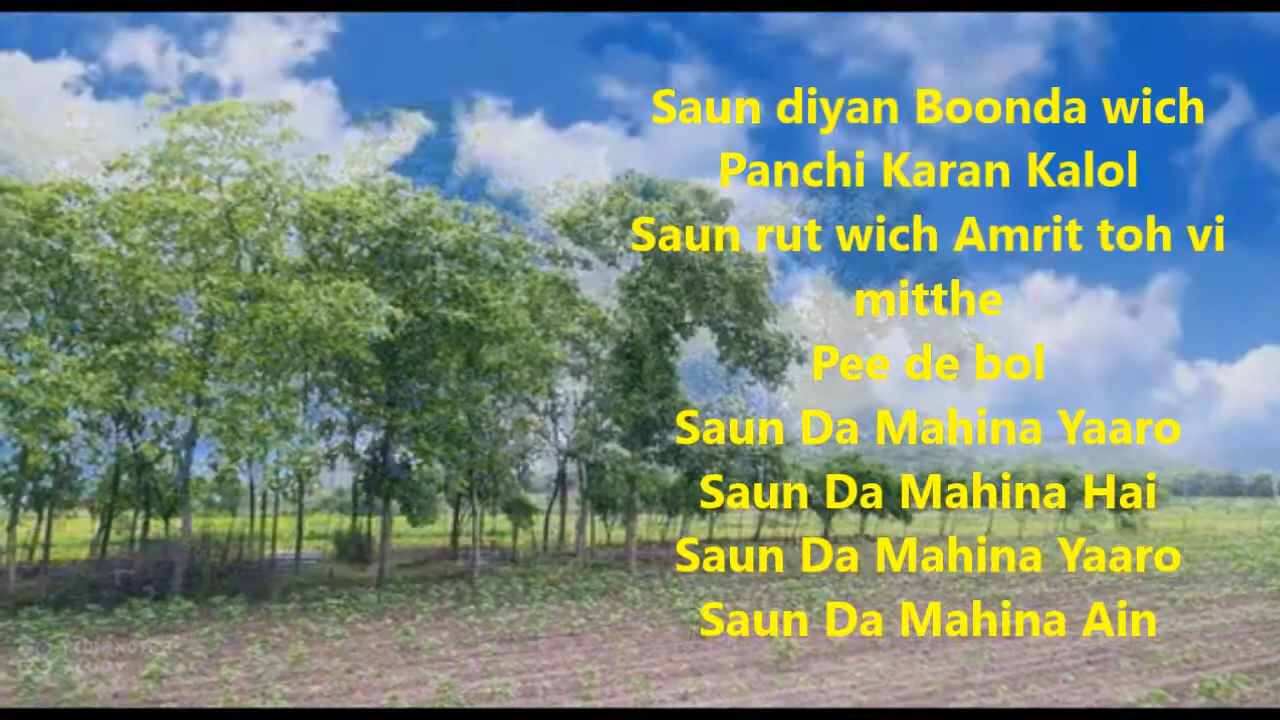 Saun diyan Boonda wich
Panchi Karan Kalol
Saun rut wich Amrit toh vi
mitthe
Pee de bol
Saun Da Mahina Yaaro
Saun Da Mahina Hai
Saun Da Mahina Yaaro
Saun Da Mahina Ain